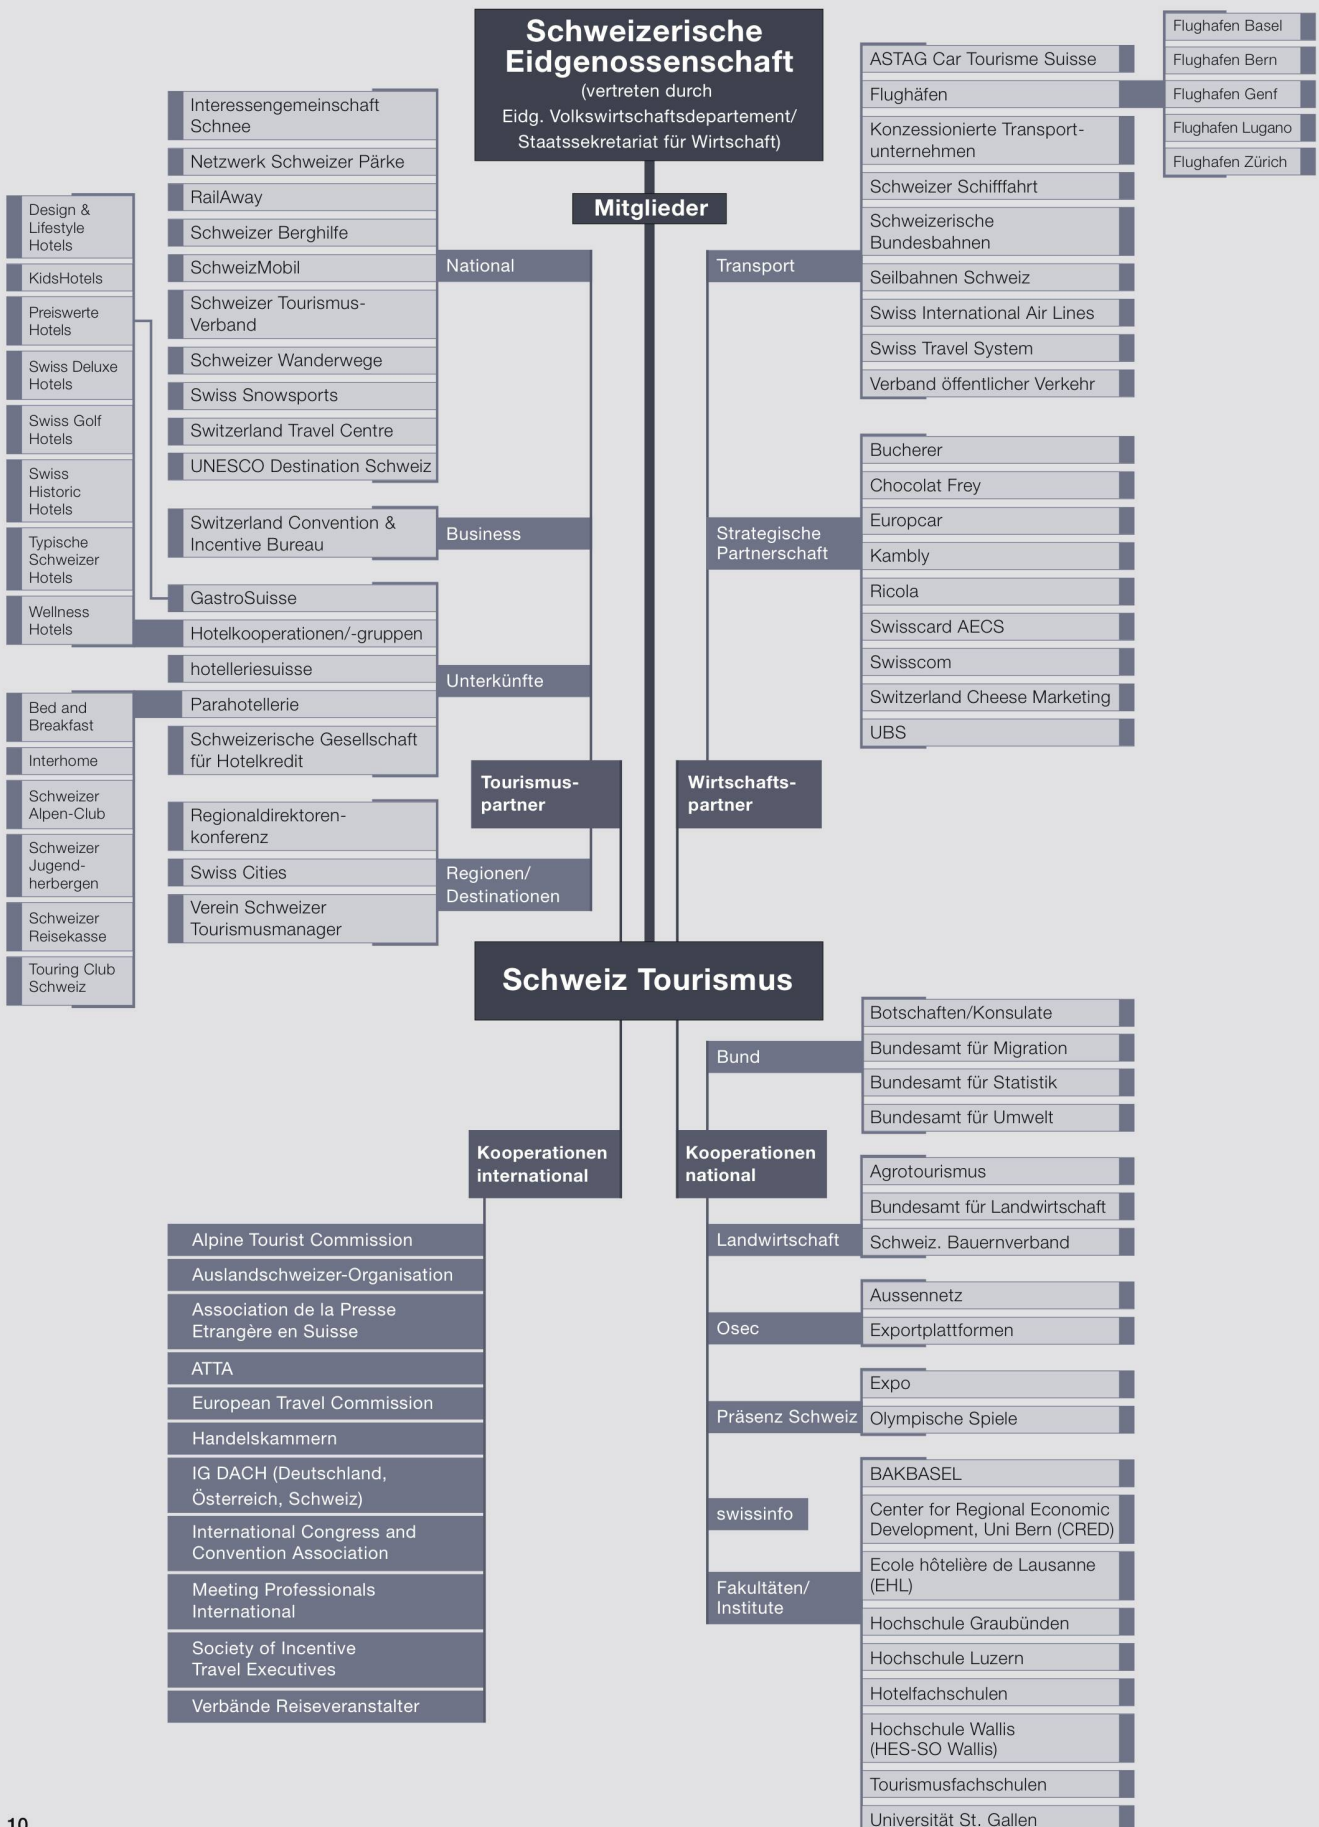 Schweizerische
Eidgenossenschaft
(vertreten durch
Eidg. Volkswirtschaftsdepartement/
Staatssekretariat für Wirtschaft)
Mitglieder
Interessengemeinschaft
Schnee
Netzwerk Schweizer Pärke
RailAway
Schweizer Berghilfe
SchweizMobil
Schweizer Tourismus-
Verband
Schweizer Wanderwege
Swiss Snowsports
Switzerland Travel Centre
UNESCO Destination Schweiz
National
Switzerland Convention &
Incentive Bureau
Business
GastroSuisse
Hotelkooperationen/-gruppen
hotelleriesuisse
Parahotellerie
Schweizerische Gesellschaft
für Hotelkredit
Unterkünfte
Design &
Lifestyle
Hotels
KidsHotels
Preiswerte
Hotels
Swiss Deluxe
Hotels
Swiss Golf
Hotels
Swiss
Historic
Hotels
Typische
Schweizer
Hotels
Wellness
Hotels
Bed and
Breakfast
Interhome
Schweizer
Alpen-Club
Schweizer
Jugend-
herbergen
Schweizer
Reisekasse
Touring Club
Schweiz
Regionaldirektoren-
konferenz
Swiss Cities
Verein Schweizer
Tourismusmanager
Regionen/
Destinationen
Tourismus-
partner
Wirtschafts-
partner
Transport
ASTAG Car Tourisme Suisse
Flughäfen
Konzessionierte Transport-
unternehmen
Schweizer Schifffahrt
Schweizerische
Bundesbahnen
Seilbahnen Schweiz
Swiss International Air Lines
Swiss Travel System
Verband öffentlicher Verkehr
Flughafen Basel
Flughafen Bern
Flughafen Genf
Flughafen Lugano
Flughafen Zürich
Strategische
Partnerschaft
Bucherer
Chocolat Frey
Europcar
Kambly
Ricola
Swisscard AECS
Swisscom
Switzerland Cheese Marketing
UBS
Schweiz Tourismus
Kooperationen
international
Alpine Tourist Commission
Auslandschweizer-Organisation
Association de la Presse
Etrangère en Suisse
ATTA
European Travel Commission
Handelskammern
IG DACH (Deutschland,
Österreich, Schweiz)
International Congress and
Convention Association
Meeting Professionals
International
Society of Incentive
Travel Executives
Verbände Reiseveranstalter
Kooperationen
national
Bund
Botschaften/Konsulate
Bundesamt für Migration
Bundesamt für Statistik
Bundesamt für Umwelt
Landwirtschaft
Agrotourismus
Bundesamt für Landwirtschaft
Schweiz. Bauernverband
Osec
Aussennetz
Exportplattformen
Präsenz Schweiz
Expo
Olympische Spiele
swissinfo
Fakultäten/
Institute
BAKBASEL
Center for Regional Economic
Development, Uni Bern (CRED)
Ecole hôtelière de Lausanne
(EHL)
Hochschule Graubünden
Hochschule Luzern
Hotelfachschulen
Hochschule Wallis
(HES-SO Wallis)
Tourismusfachschulen
Universität St. Gallen
10